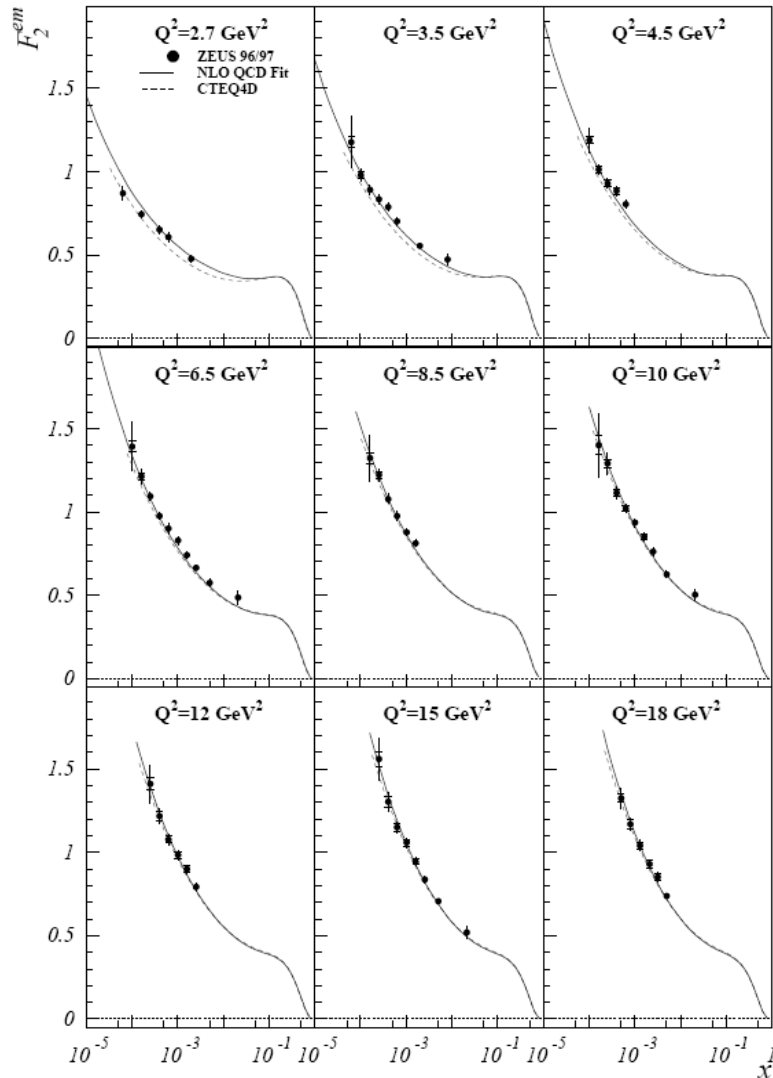 F₂ᵉᵐ
Q²=2.7 GeV²
ZEUS 96/97
NLO QCD Fit
CTEQ4D
Q²=3.5 GeV²
Q²=4.5 GeV²
1.5
1
0.5
0
Q²=6.5 GeV²
Q²=8.5 GeV²
Q²=10 GeV²
1.5
1
0.5
0
Q²=12 GeV²
Q²=15 GeV²
Q²=18 GeV²
1.5
1
0.5
0
10⁻⁵ 10⁻³ 10⁻¹ 10⁻⁵ 10⁻³ 10⁻¹ 10⁻⁵ 10⁻³ 10⁻¹ 1
x